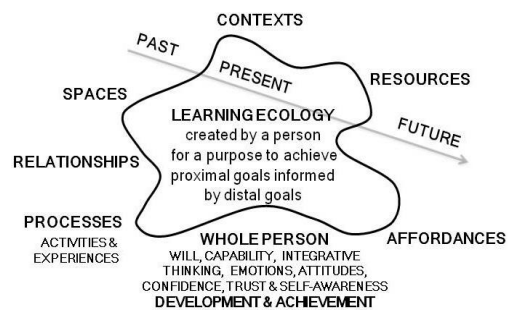 CONTEXTS
PAST
PRESENT
FUTURE
RESOURCES
SPACES
LEARNING ECOLOGY
created by a person
for a purpose to achieve
proximal goals informed
by distal goals
RELATIONSHIPS
PROCESSES
ACTIVITIES &
EXPERIENCES
AFFORDANCES
WHOLE PERSON
WILL, CAPABILITY, INTEGRATIVE
THINKING, EMOTIONS, ATTITUDES,
CONFIDENCE, TRUST & SELF-AWARENESS
DEVELOPMENT & ACHIEVEMENT